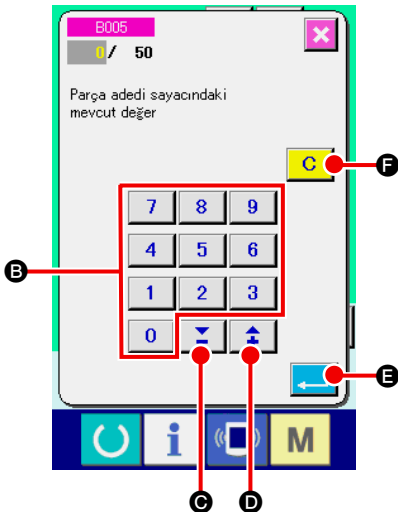 B005
0/ 50
Parça adedi sayacındaki
mevcut değer
C
F
7 8 9
4 5 6
B
1 2 3
0
E
i M
C D